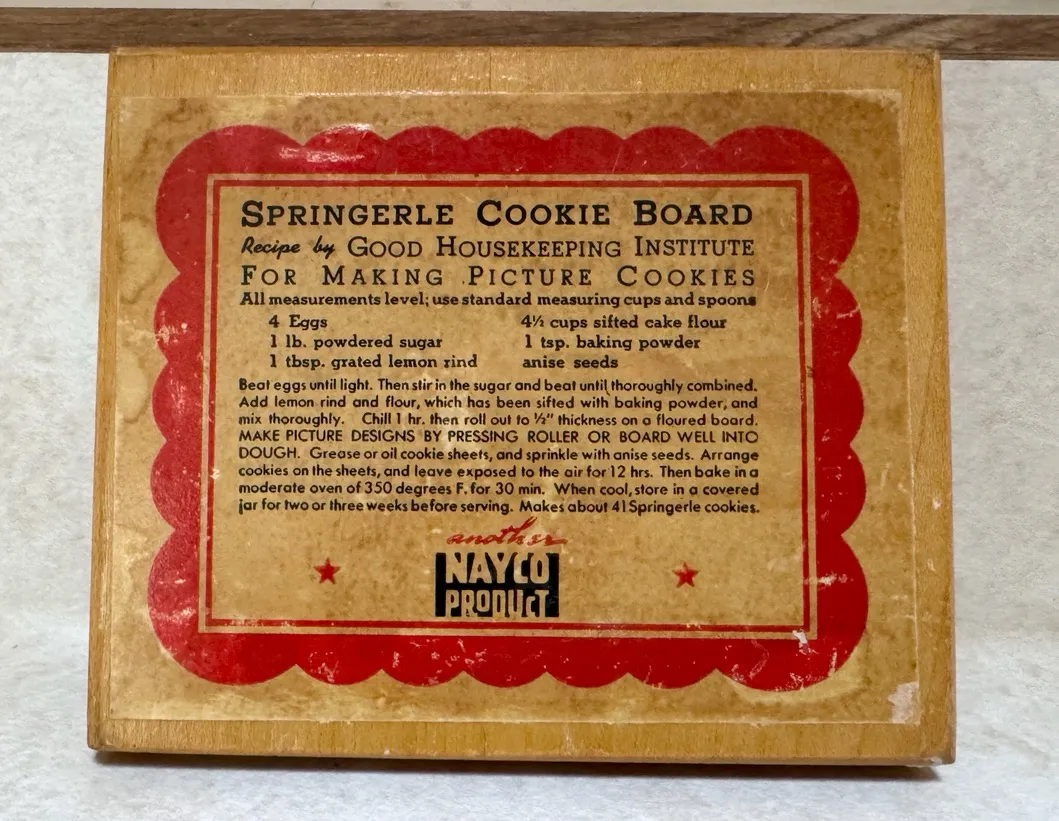 SPRINGERLE COOKIE BOARD
Recipe by GOOD HOUSEKEEPING INSTITUTE
FOR MAKING PICTURE COOKIES
All measurements level; use standard measuring cups and spoons
4 Eggs
1 lb. powdered sugar
1 tbsp. grated lemon rind
4½ cups sifted cake flour
1 tsp. baking powder
anise seeds
Beat eggs until light. Then stir in the sugar and beat until thoroughly combined.
Add lemon rind and flour, which has been sifted with baking powder, and
mix thoroughly. Chill 1 hr. then roll out to ½" thickness on a floured board.
MAKE PICTURE DESIGNS BY PRESSING ROLLER OR BOARD WELL INTO
DOUGH. Grease or oil cookie sheets, and sprinkle with anise seeds. Arrange
cookies on the sheets, and leave exposed to the air for 12 hrs. Then bake in a
moderate oven of 350 degrees F. for 30 min. When cool, store in a covered
jar for two or three weeks before serving. Makes about 41 Springerle cookies.
another
NAYCO
PRODUCT